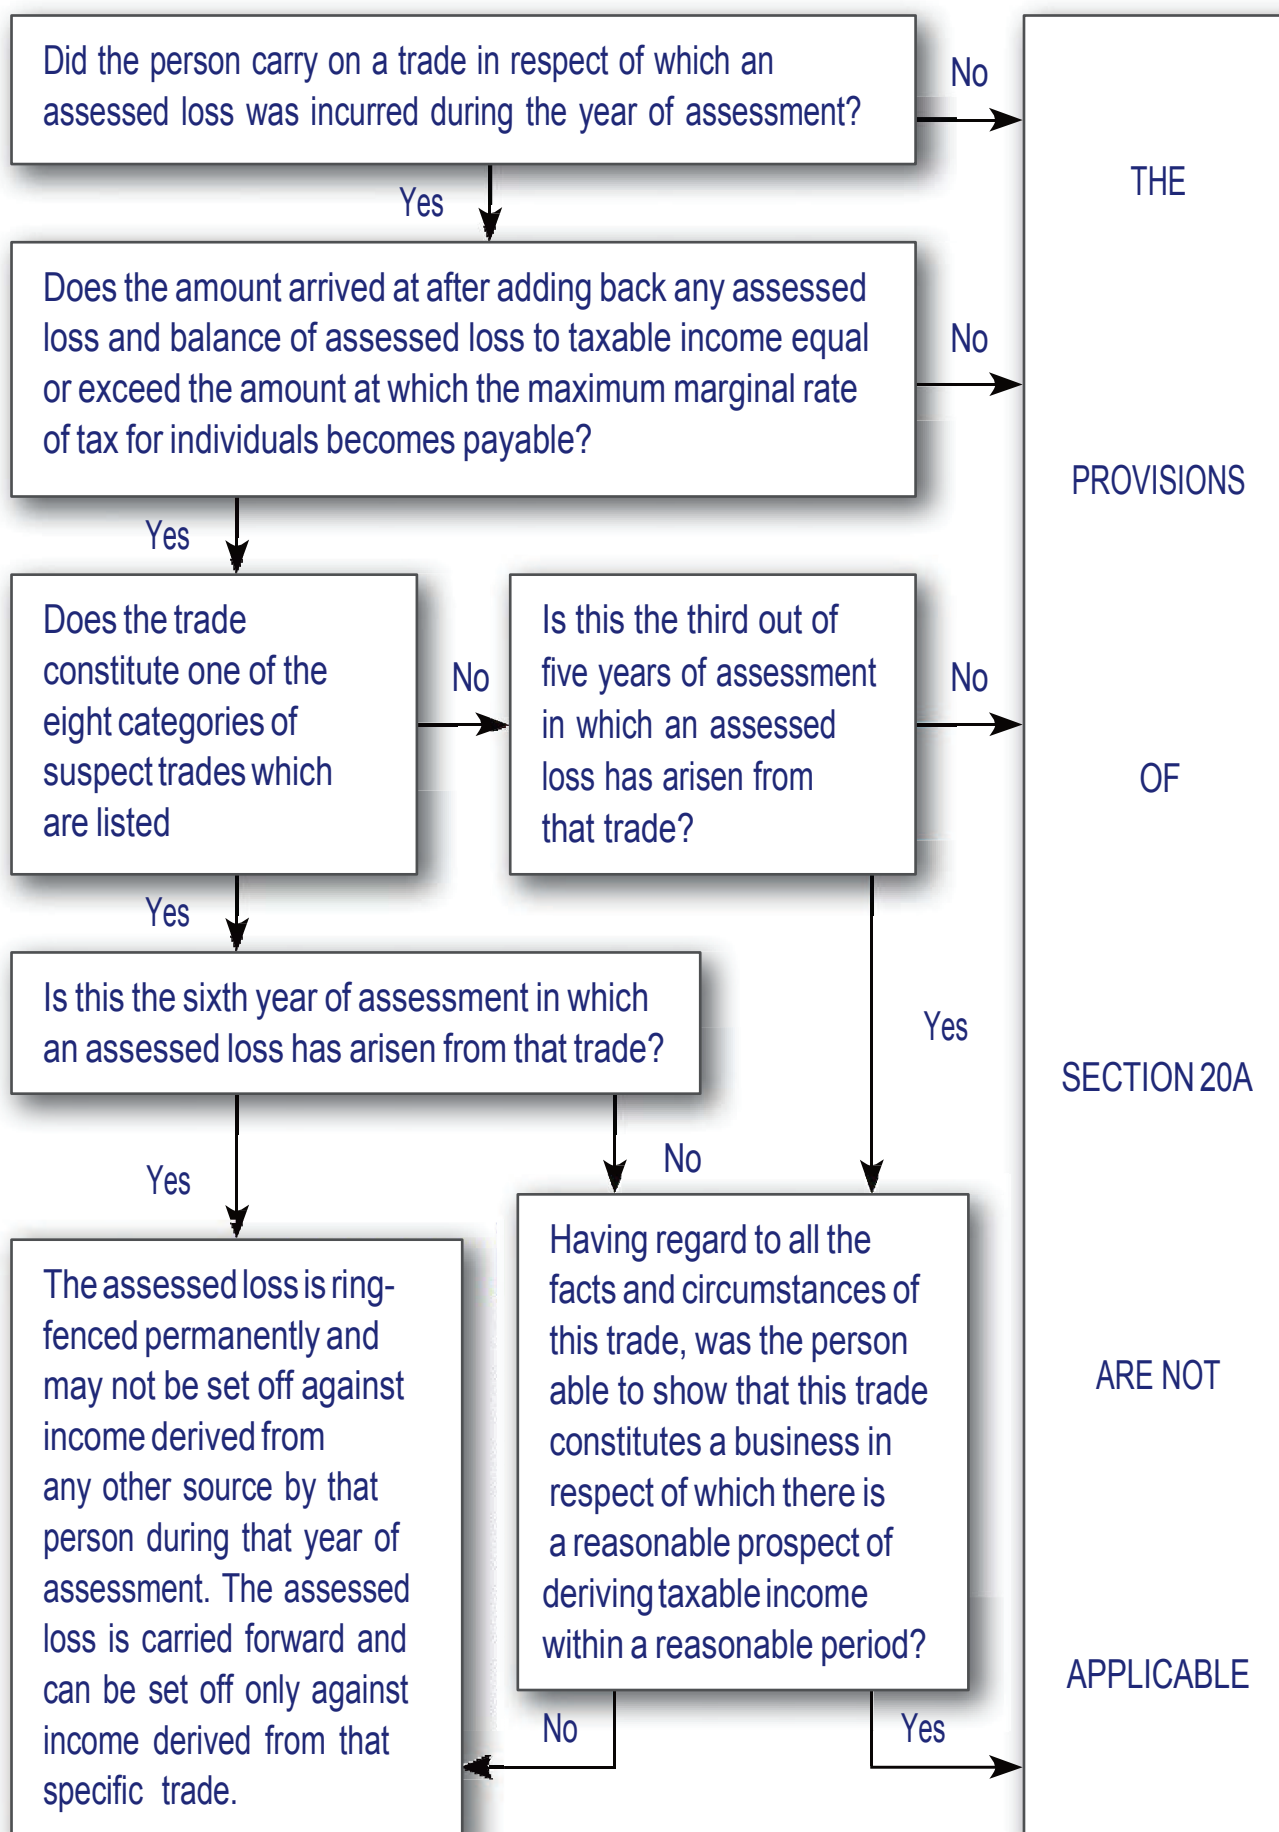 Did the person carry on a trade in respect of which an
assessed loss was incurred during the year of assessment?
No
Yes
Does the amount arrived at after adding back any assessed
loss and balance of assessed loss to taxable income equal
or exceed the amount at which the maximum marginal rate
of tax for individuals becomes payable?
No
Yes
Does the trade
constitute one of the
eight categories of
suspect trades which
are listed
No
Is this the third out of
five years of assessment
in which an assessed
loss has arisen from
that trade?
No
Yes
Is this the sixth year of assessment in which
an assessed loss has arisen from that trade?
Yes
Yes
No
The assessed loss is ring-
fenced permanently and
may not be set off against
income derived from
any other source by that
person during that year of
assessment. The assessed
loss is carried forward and
can be set off only against
income derived from that
specific trade.
Having regard to all the
facts and circumstances of
this trade, was the person
able to show that this trade
constitutes a business in
respect of which there is
a reasonable prospect of
deriving taxable income
within a reasonable period?
No
Yes
THE
PROVISIONS
OF
SECTION 20A
ARE NOT
APPLICABLE